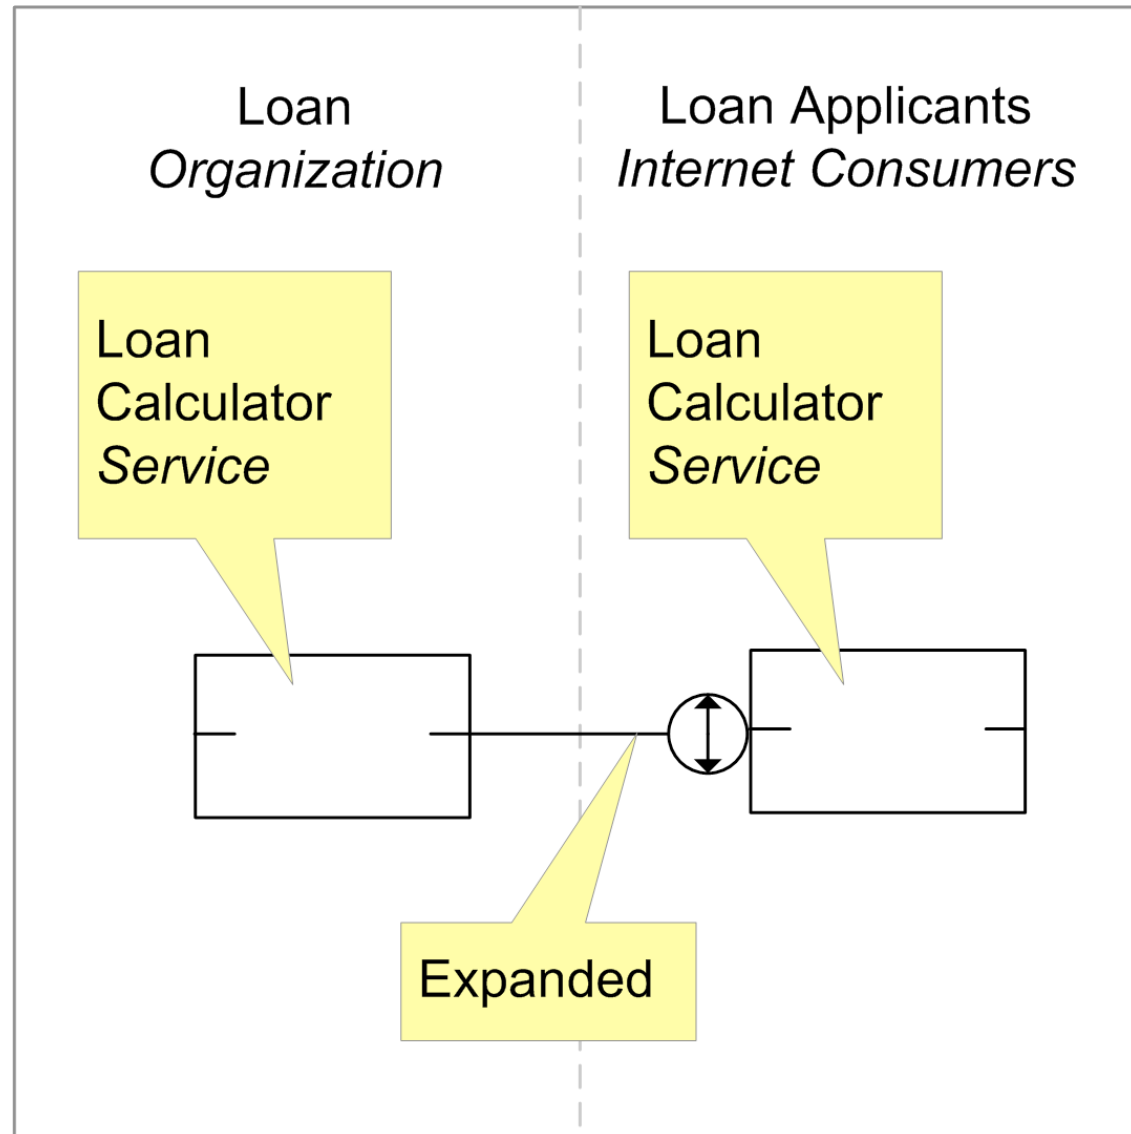 Loan
Organization
Loan Applicants
Internet Consumers
Loan
Calculator
Service
Loan
Calculator
Service
Expanded